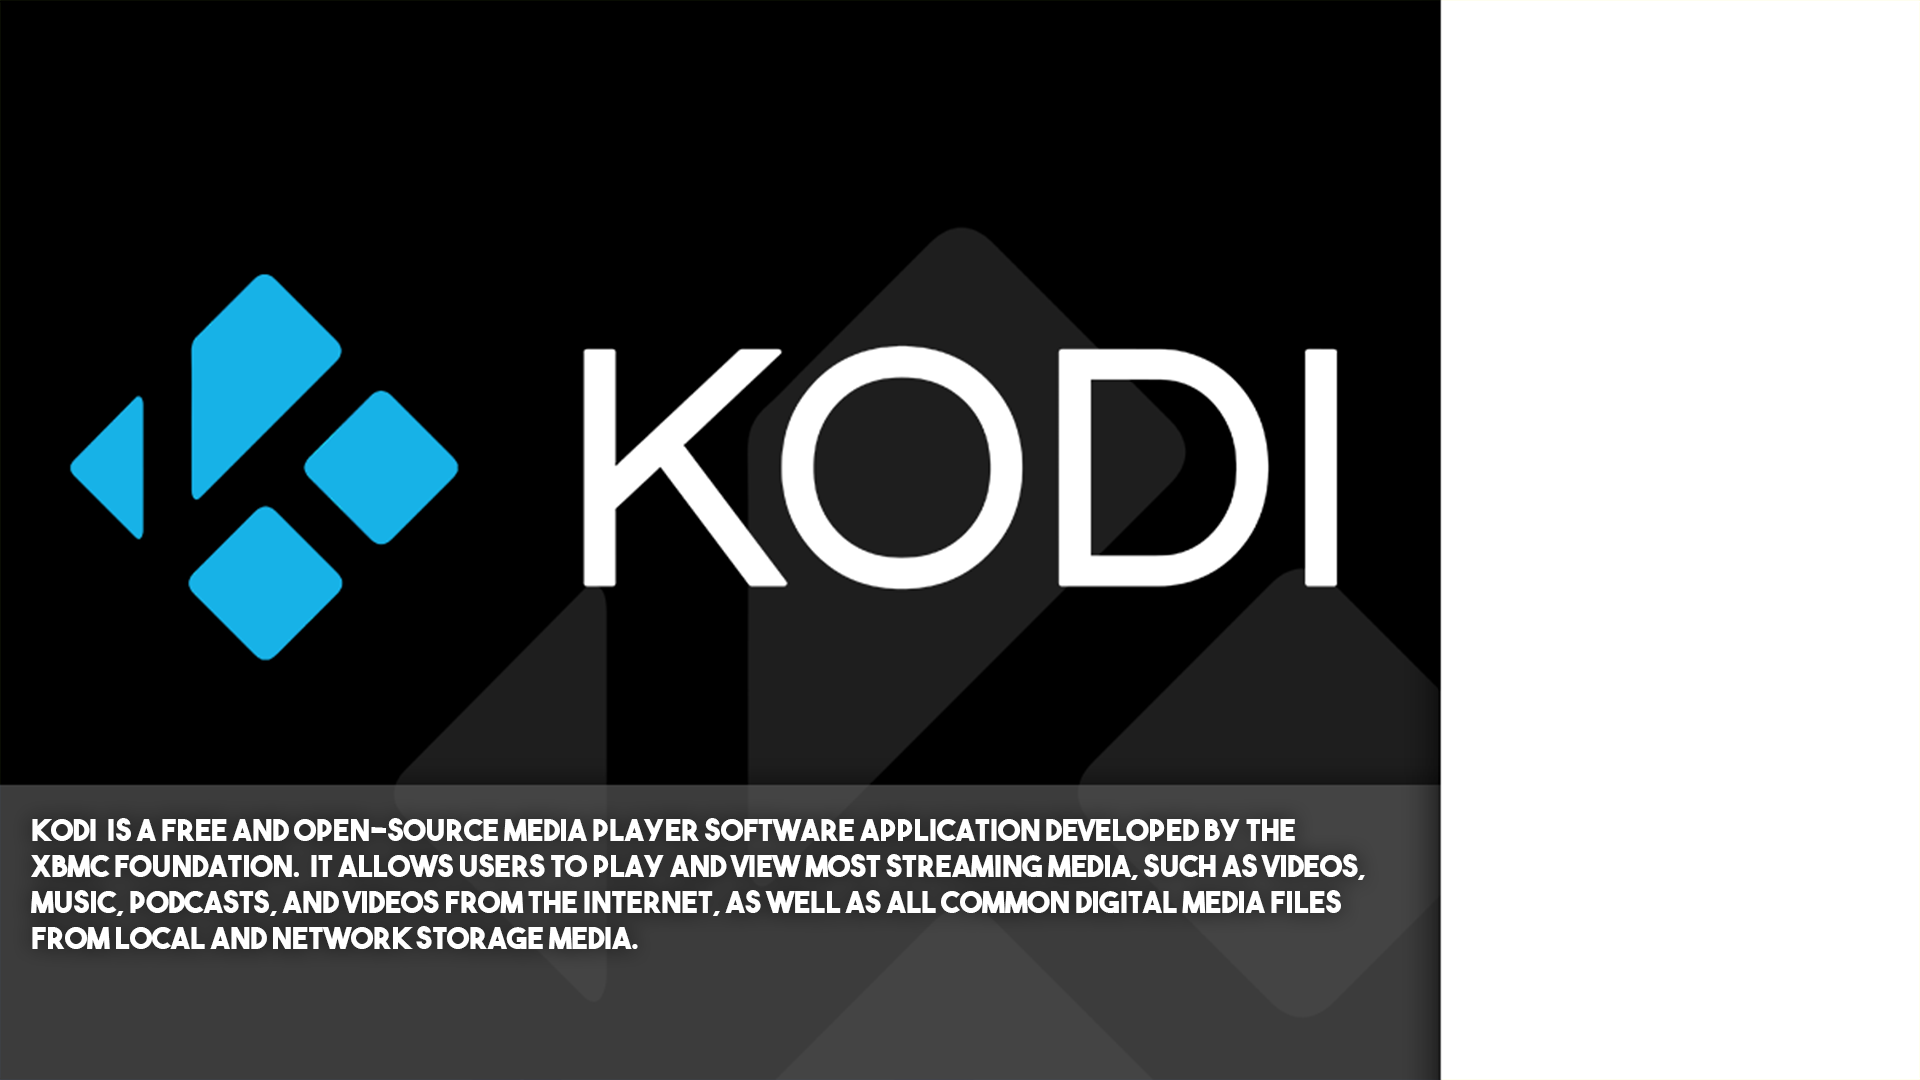 KODI
KODI IS A FREE AND OPEN-SOURCE MEDIA PLAYER SOFTWARE APPLICATION DEVELOPED BY THE
XBMC FOUNDATION. IT ALLOWS USERS TO PLAY AND VIEW MOST STREAMING MEDIA, SUCH AS VIDEOS,
MUSIC, PODCASTS, AND VIDEOS FROM THE INTERNET, AS WELL AS ALL COMMON DIGITAL MEDIA FILES
FROM LOCAL AND NETWORK STORAGE MEDIA.